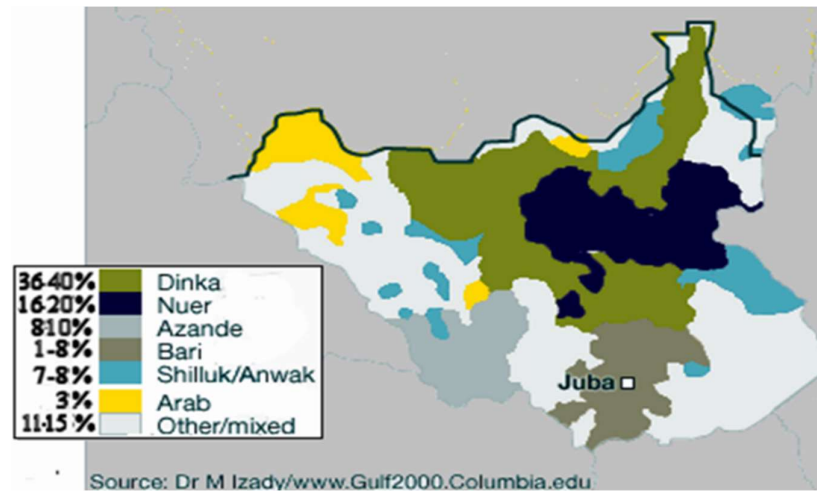 36-40% Dinka
16-20% Nuer
8-10% Azande
1-8% Bari
7-8% Shilluk/Anwak
3% Arab
11-15% Other/mixed
Juba
Source: Dr M Izady/www.Gulf2000.Columbia.edu